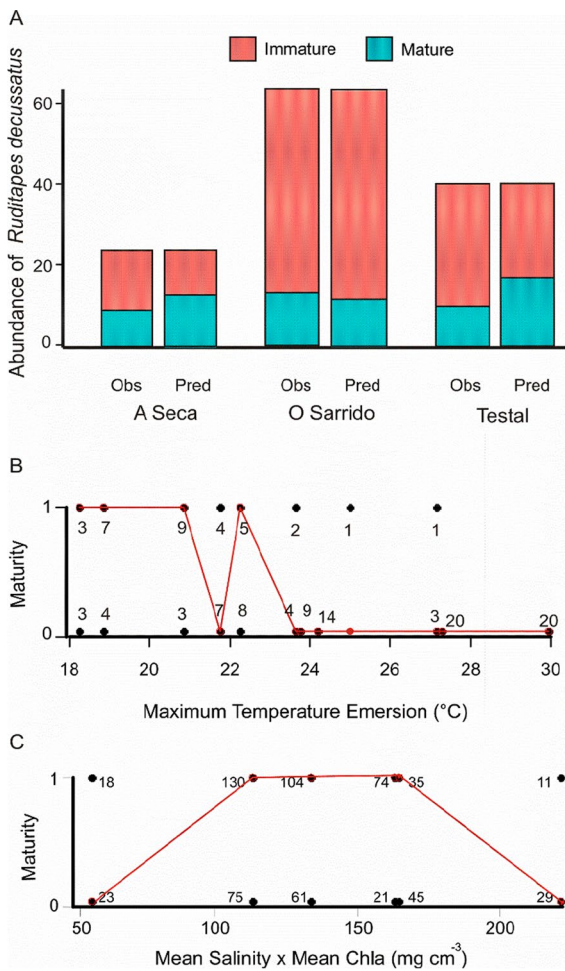 A
Immature Mature
Abundance of Ruditapes decussatus
60
40
20
0
Obs Pred Obs Pred Obs Pred
A Seca O Sarrido Testal
B
Maturity
1
3 7 9 4 5 2 1 1
3 4 3 7 8 4 9 14 3 20 20
0
18 20 22 24 26 28 30
Maximum Temperature Emersion (°C)
C
Maturity
1
18 130 104 74 35 11
23 75 61 21 45 29
0
50 100 150 200
Mean Salinity x Mean Chla (mg cm⁻³)